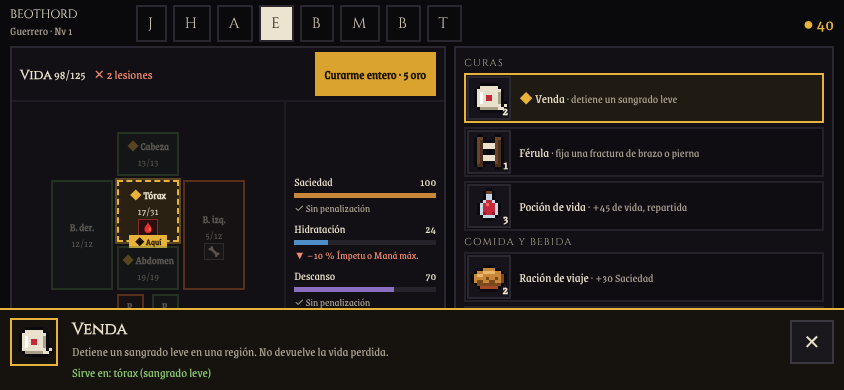 BEOTHORD
Guerrero · Nv 1
J H A E B M B T
40
VIDA 98/125 ✕ 2 lesiones
Curarme entero · 5 oro
Cabeza
13/13
Tórax
17/31
Aquí
B. der.
12/12
B. izq.
5/12
Abdomen
19/19
Saciedad 100
✓ Sin penalización
Hidratación 24
▼ −10 % Ímpetu o Maná máx.
Descanso 70
✓ Sin penalización
CURAS
2
Venda · detiene un sangrado leve
1
Férula · fija una fractura de brazo o pierna
3
Poción de vida · +45 de vida, repartida
COMIDA Y BEBIDA
2
Ración de viaje · +30 Saciedad
VENDA
Detiene un sangrado leve en una región. No devuelve la vida perdida.
Sirve en: tórax (sangrado leve)
✕